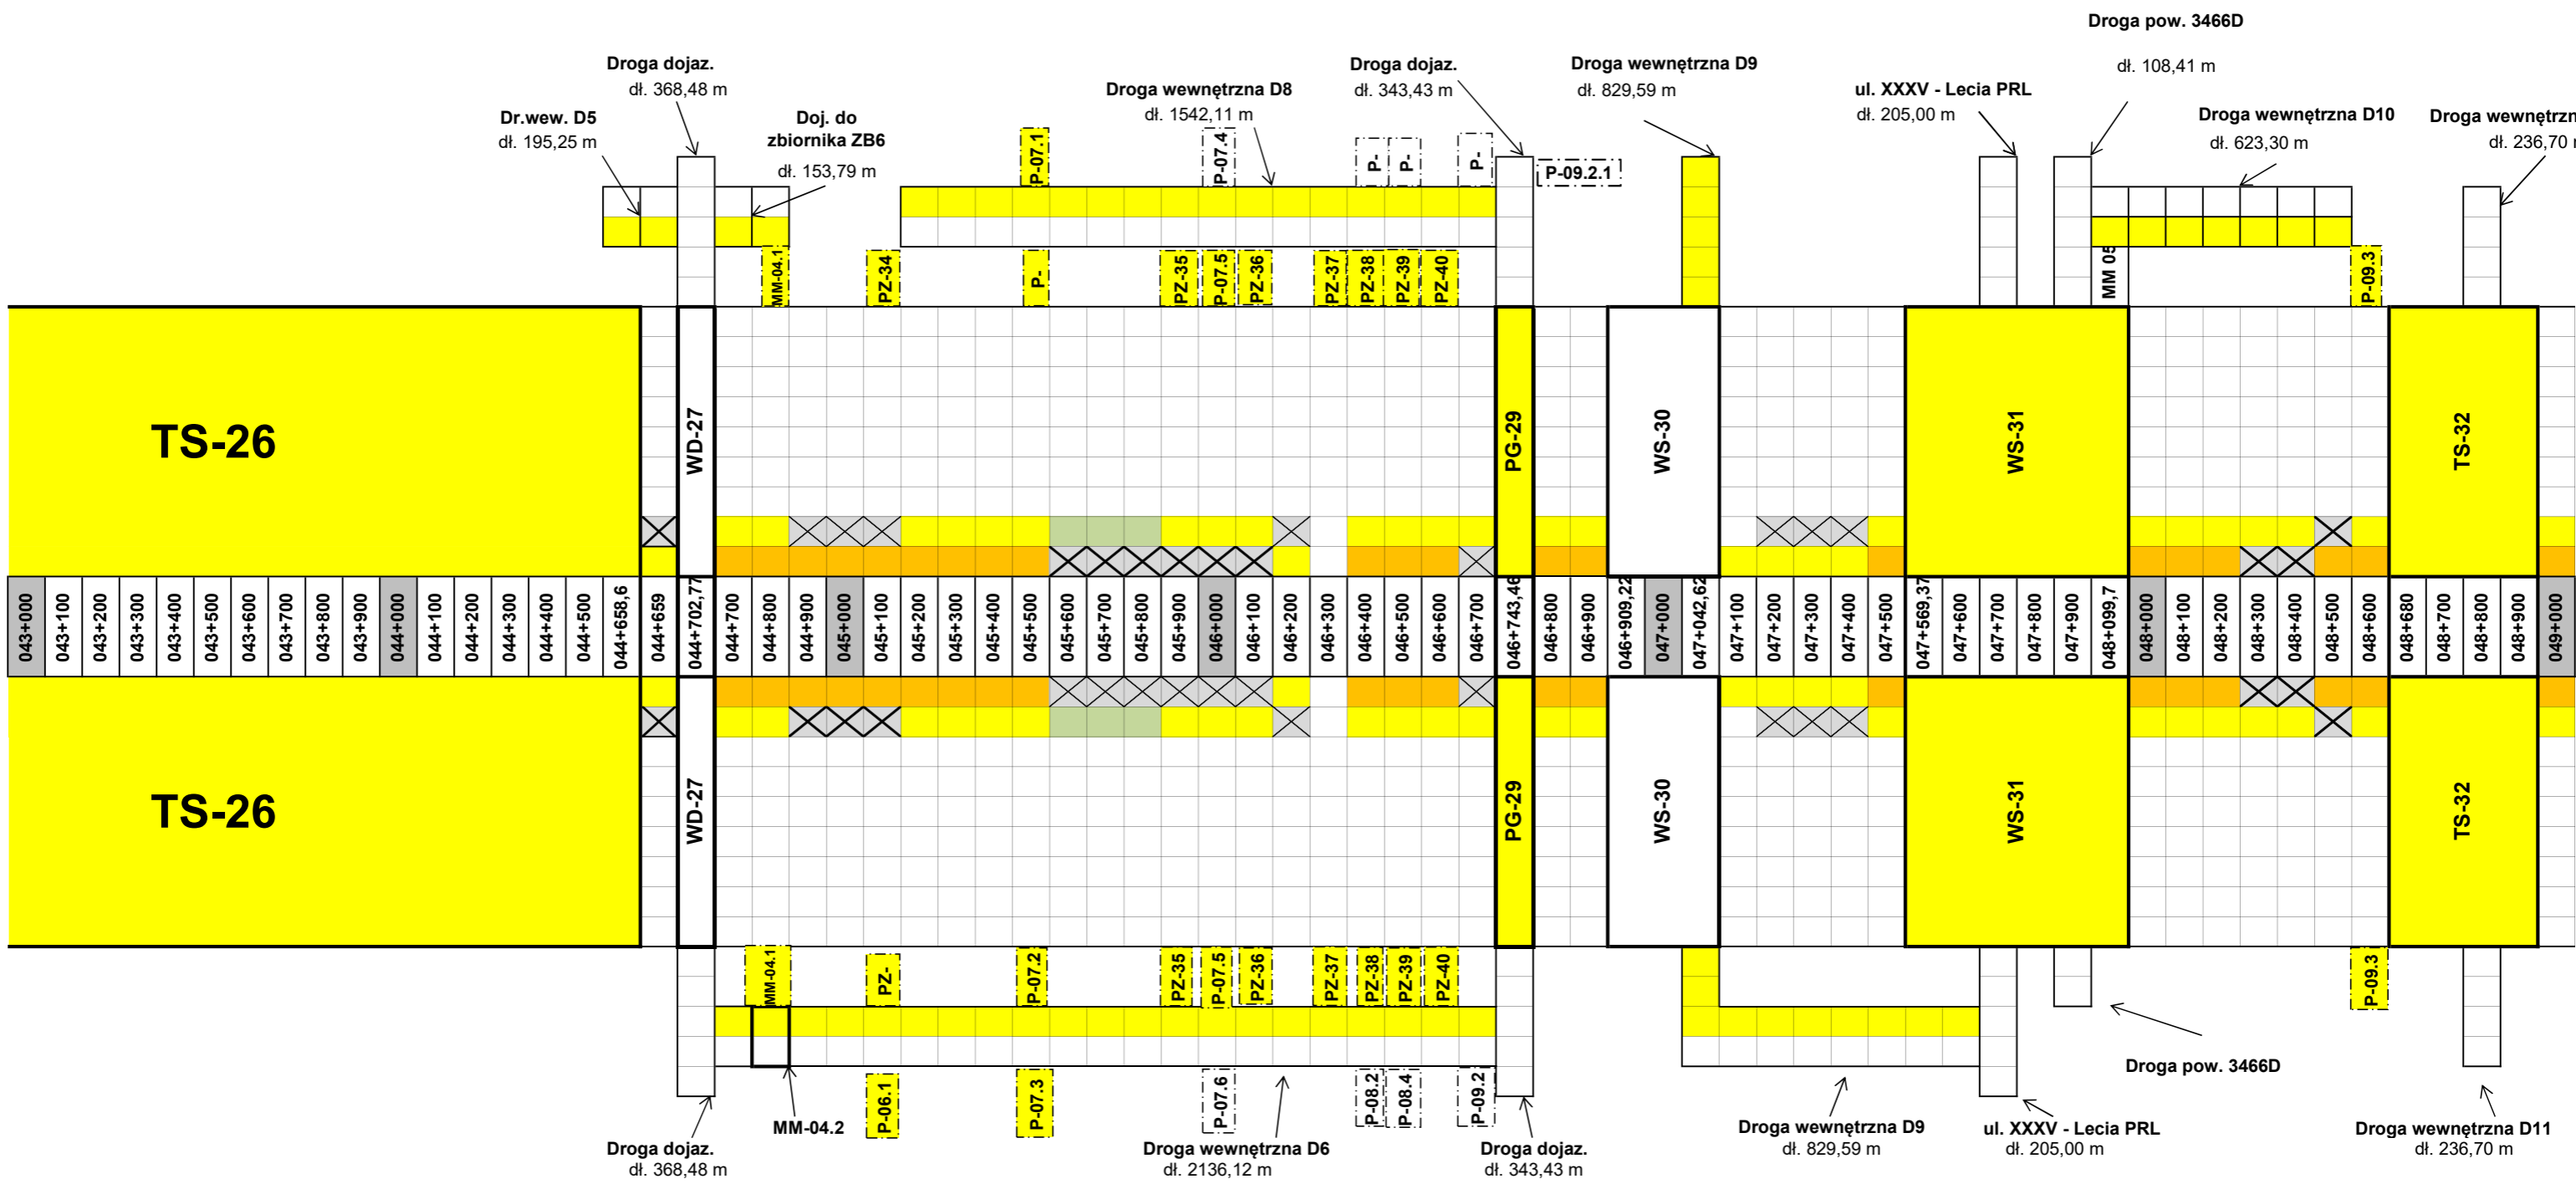 Droga pow. 3466D
dł. 108,41 m
Droga dojaz.
dł. 368,48 m
Dr.wew. D5
dł. 195,25 m
Doj. do
zbiornika ZB6
dł. 153,79 m
Droga wewnętrzna D8
dł. 1542,11 m
Droga dojaz.
dł. 343,43 m
Droga wewnętrzna D9
dł. 829,59 m
ul. XXXV - Lecia PRL
dł. 205,00 m
Droga wewnętrzna D10
dł. 623,30 m
Droga wewnętrzn
dł. 236,70 m
P-07.1
P-07.4
P-
P-
P-
P-09.2.1
MM-04.1
PZ-34
P-
PZ-35
P-07.5
PZ-36
PZ-37
PZ-38
PZ-39
PZ-40
MM 05
P-09.3
TS-26
WD-27
PG-29
WS-30
WS-31
TS-32
043+000
043+100
043+200
043+300
043+400
043+500
043+600
043+700
043+800
043+900
044+000
044+100
044+200
044+300
044+400
044+500
044+658,6
044+659
044+702,77
044+700
044+800
044+900
045+000
045+100
045+200
045+300
045+400
045+500
045+600
045+700
045+800
045+900
046+000
046+100
046+200
046+300
046+400
046+500
046+600
046+700
046+743,46
046+800
046+900
046+909,22
047+000
047+042,62
047+100
047+200
047+300
047+400
047+500
047+569,37
047+600
047+700
047+800
047+900
048+099,7
048+000
048+100
048+200
048+300
048+400
048+500
048+600
048+680
048+700
048+800
048+900
049+000
TS-26
WD-27
PG-29
WS-30
WS-31
TS-32
MM-04.1
PZ-
P-07.2
PZ-35
P-07.5
PZ-36
PZ-37
PZ-38
PZ-39
PZ-40
P-09.3
P-06.1
P-07.3
P-07.6
P-08.2
P-08.4
P-09.2
MM-04.2
Droga pow. 3466D
Droga dojaz.
dł. 368,48 m
Droga wewnętrzna D6
dł. 2136,12 m
Droga dojaz.
dł. 343,43 m
Droga wewnętrzna D9
dł. 829,59 m
ul. XXXV - Lecia PRL
dł. 205,00 m
Droga wewnętrzna D11
dł. 236,70 m